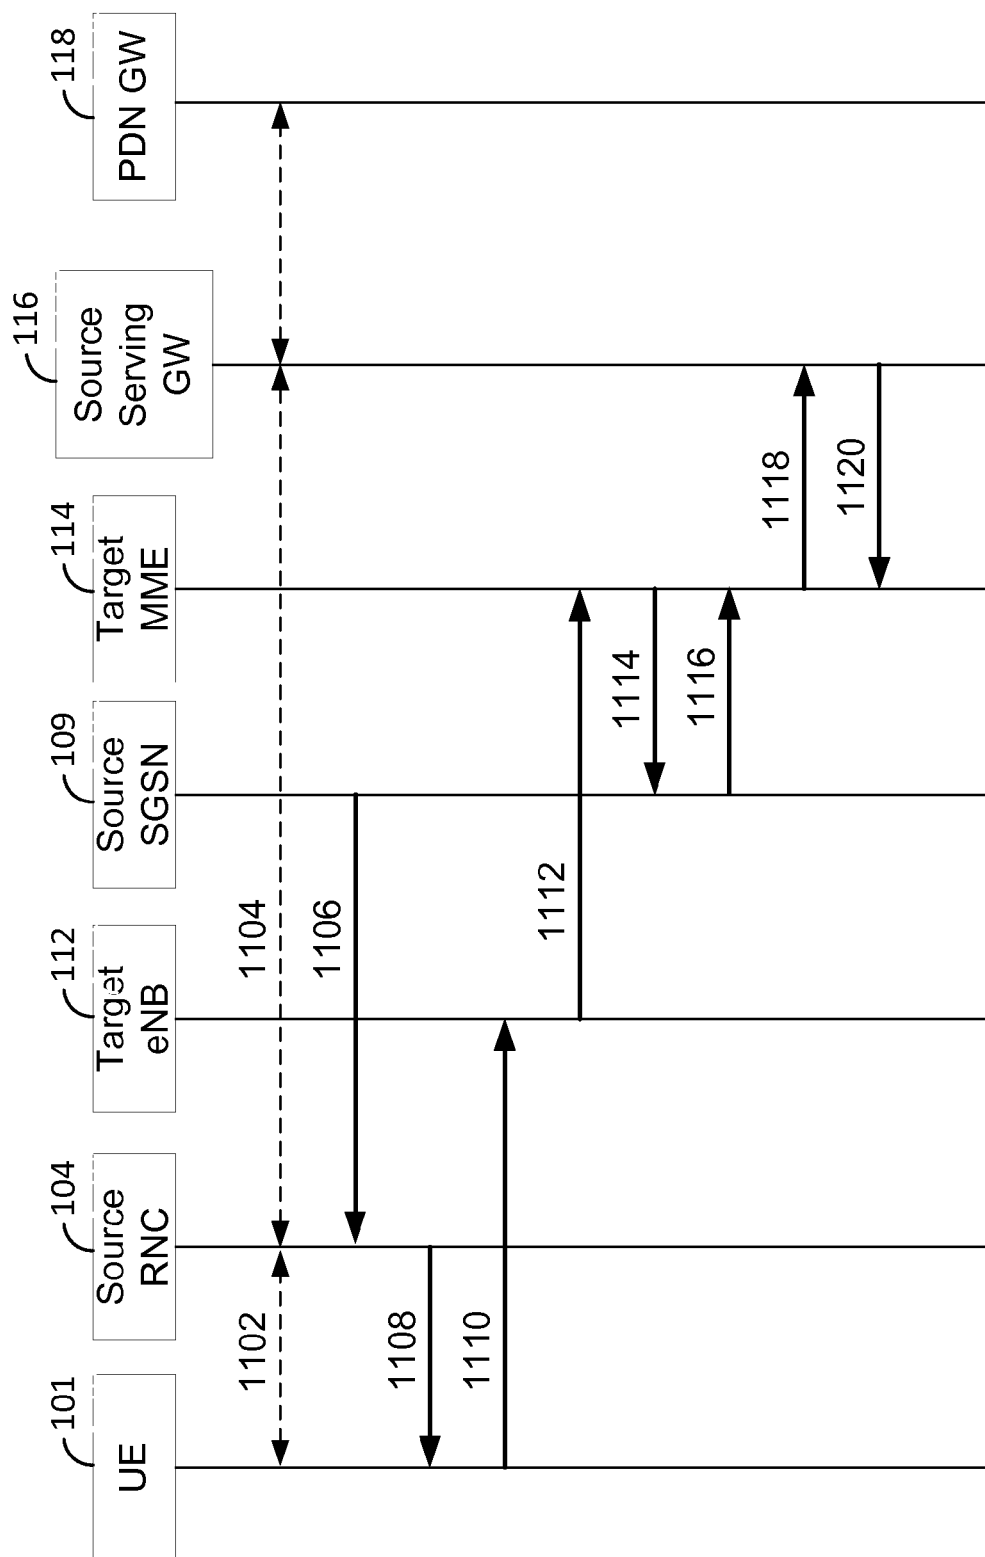 101
UE
104
Source
RNC
112
Target
eNB
109
Source
SGSN
114
Target
MME
116
Source
Serving
GW
118
PDN GW
1102
1104
1106
1108
1110
1112
1114
1116
1118
1120